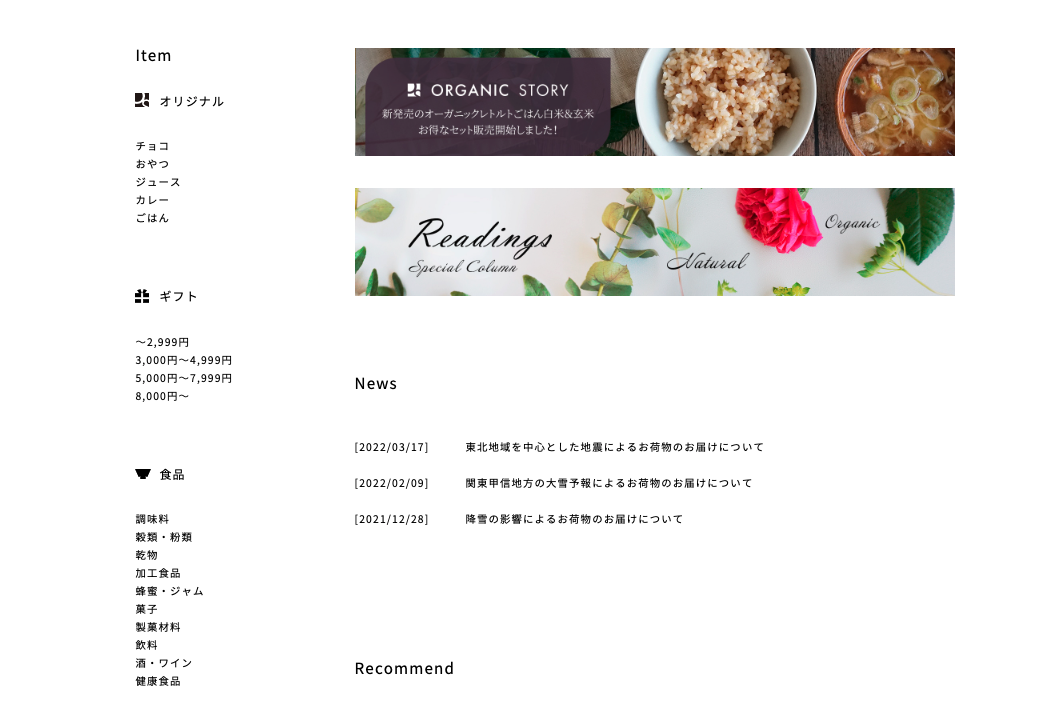 Item
オリジナル
チョコ
おやつ
ジュース
カレー
ごはん
ギフト
～2,999円
3,000円～4,999円
5,000円～7,999円
8,000円～
食品
調味料
穀類・粉類
乾物
加工食品
蜂蜜・ジャム
菓子
製菓材料
飲料
酒・ワイン
健康食品
ORGANIC STORY
新発売のオーガニックレトルトごはん白米&玄米
お得なセット販売開始しました!
Readings
Special Column
Natural
Organic
News
[2022/03/17] 東北地域を中心とした地震によるお荷物のお届けについて
[2022/02/09] 関東甲信地方の大雪予報によるお荷物のお届けについて
[2021/12/28] 降雪の影響によるお荷物のお届けについて
Recommend